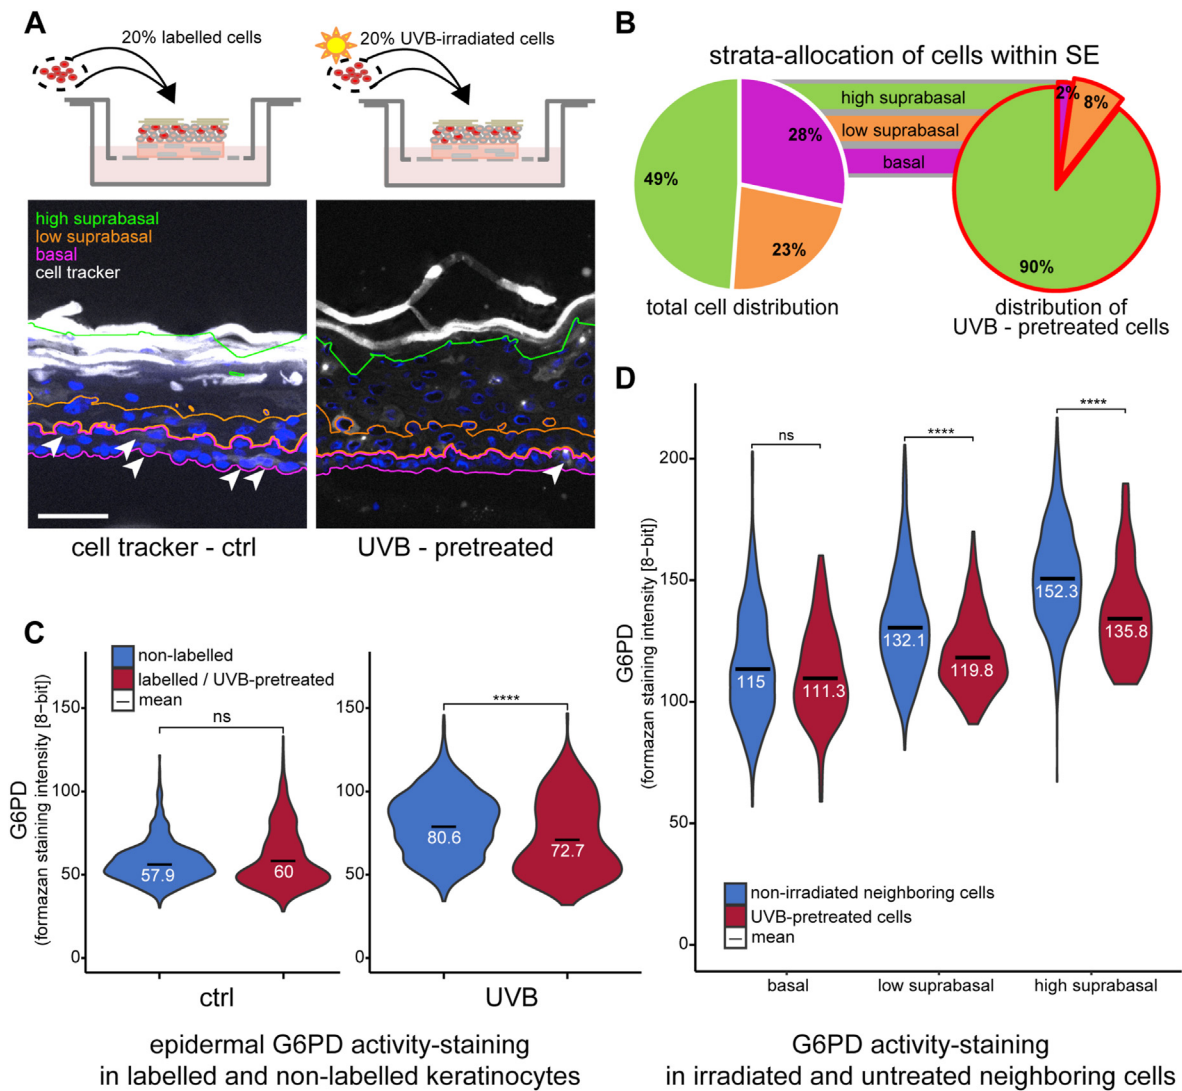 A
20% labelled cells
20% UVB-irradiated cells
high suprabasal
low suprabasal
basal
cell tracker
cell tracker - ctrl
UVB - pretreated
B
strata-allocation of cells within SE
high suprabasal
low suprabasal
basal
28%
49%
23%
2%
8%
90%
total cell distribution
distribution of
UVB - pretreated cells
C
non-labelled
labelled / UVB-pretreated
mean
G6PD
(formazan staining intensity [8−bit])
150
100
50
0
ns
57.9
60
ctrl
150
100
50
0
****
80.6
72.7
UVB
epidermal G6PD activity-staining
in labelled and non-labelled keratinocytes
D
G6PD
(formazan staining intensity [8−bit])
200
150
100
50
0
ns
****
****
115
111.3
132.1
119.8
152.3
135.8
non-irradiated neighboring cells
UVB-pretreated cells
mean
basal
low suprabasal
high suprabasal
G6PD activity-staining
in irradiated and untreated neighboring cells